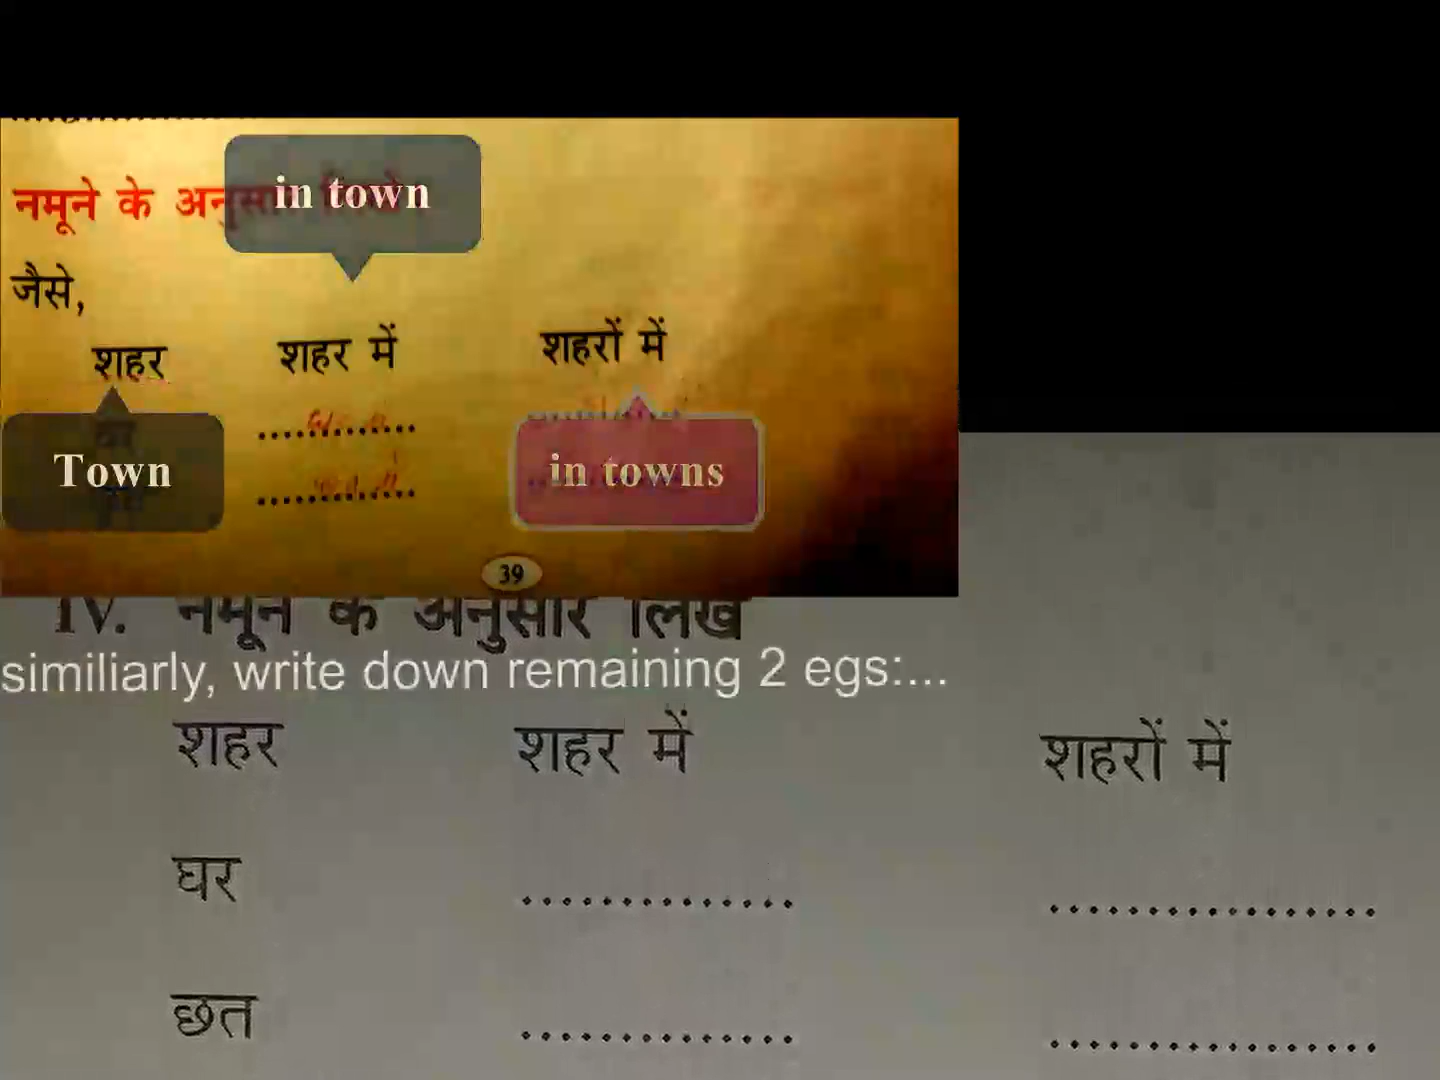 in town
नमूने के
जैसे,
शहर शहर में शहरों में
Town in towns
39
IV. नमूने के अनुसार लिखें
similiarly, write down remaining 2 egs:...
शहर शहर में शहरों में
घर .............. .................
छत .............. .................